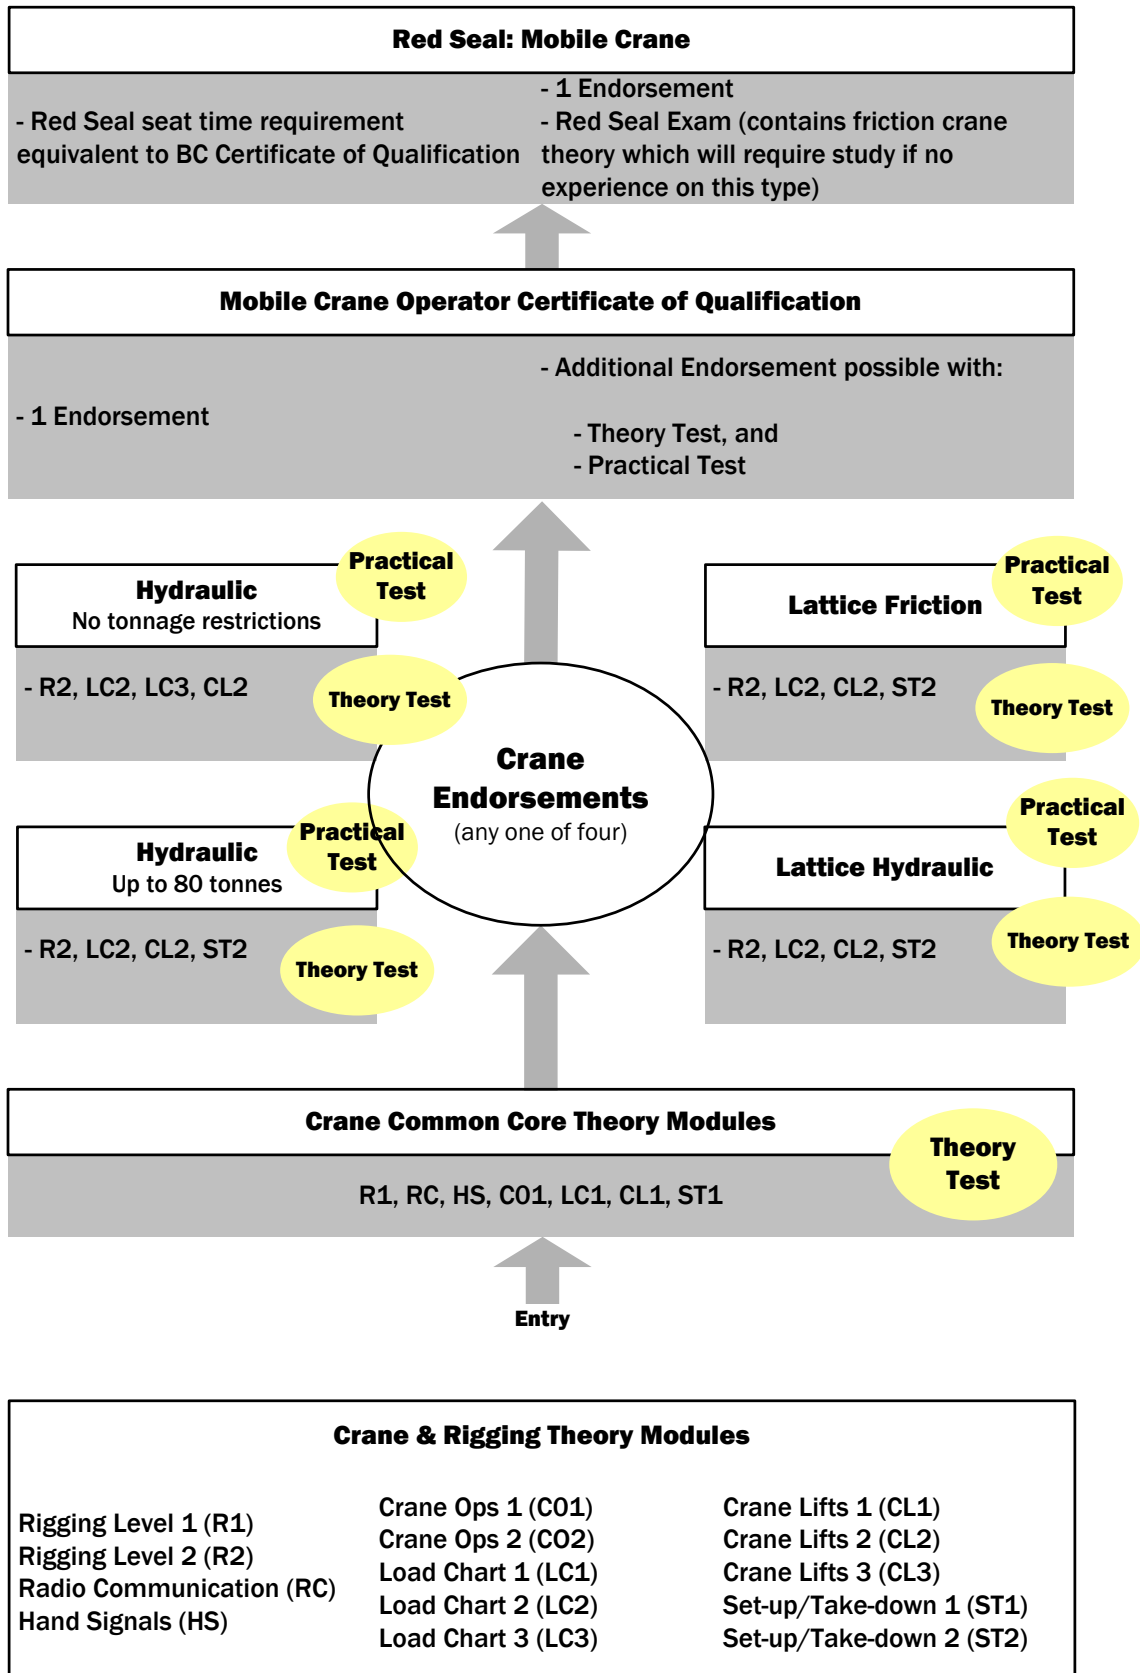 Red Seal: Mobile Crane
- Red Seal seat time requirement
equivalent to BC Certificate of Qualification
- 1 Endorsement
- Red Seal Exam (contains friction crane
theory which will require study if no
experience on this type)
Mobile Crane Operator Certificate of Qualification
- 1 Endorsement
- Additional Endorsement possible with:
- Theory Test, and
- Practical Test
Hydraulic
No tonnage restrictions
Practical
Test
- R2, LC2, LC3, CL2
Theory Test
Lattice Friction
Practical
Test
- R2, LC2, CL2, ST2
Theory Test
Crane
Endorsements
(any one of four)
Hydraulic
Up to 80 tonnes
Practical
Test
- R2, LC2, CL2, ST2
Theory Test
Lattice Hydraulic
Practical
Test
- R2, LC2, CL2, ST2
Theory Test
Crane Common Core Theory Modules
Theory
Test
R1, RC, HS, CO1, LC1, CL1, ST1
Entry
Crane & Rigging Theory Modules
Rigging Level 1 (R1)
Rigging Level 2 (R2)
Radio Communication (RC)
Hand Signals (HS)
Crane Ops 1 (CO1)
Crane Ops 2 (CO2)
Load Chart 1 (LC1)
Load Chart 2 (LC2)
Load Chart 3 (LC3)
Crane Lifts 1 (CL1)
Crane Lifts 2 (CL2)
Crane Lifts 3 (CL3)
Set-up/Take-down 1 (ST1)
Set-up/Take-down 2 (ST2)